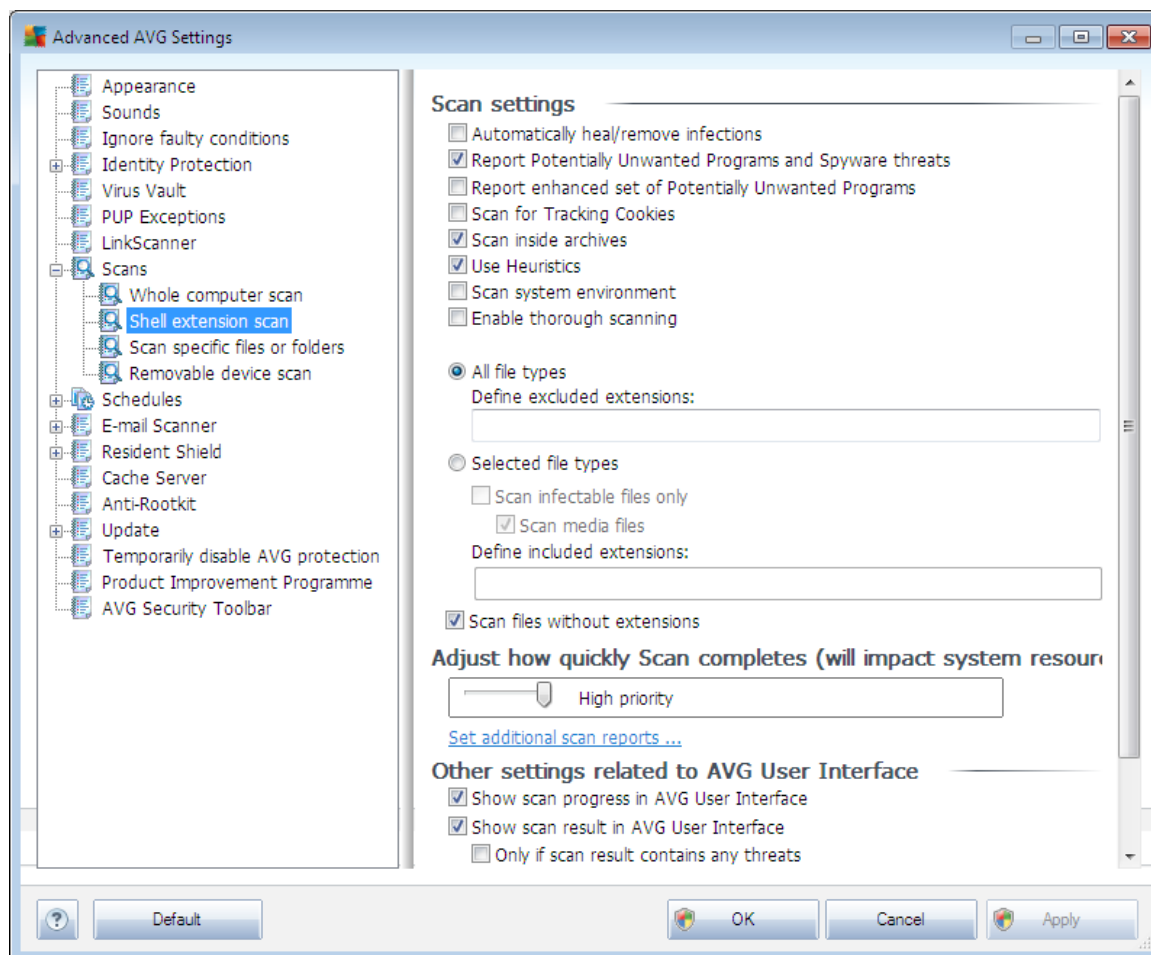 Advanced AVG Settings
Appearance
Sounds
Ignore faulty conditions
Identity Protection
Virus Vault
PUP Exceptions
LinkScanner
Scans
Whole computer scan
Shell extension scan
Scan specific files or folders
Removable device scan
Schedules
E-mail Scanner
Resident Shield
Cache Server
Anti-Rootkit
Update
Temporarily disable AVG protection
Product Improvement Programme
AVG Security Toolbar
Scan settings
Automatically heal/remove infections
Report Potentially Unwanted Programs and Spyware threats
Report enhanced set of Potentially Unwanted Programs
Scan for Tracking Cookies
Scan inside archives
Use Heuristics
Scan system environment
Enable thorough scanning
All file types
Define excluded extensions:
Selected file types
Scan infectable files only
Scan media files
Define included extensions:
Scan files without extensions
Adjust how quickly Scan completes (will impact system resour
High priority
Set additional scan reports ...
Other settings related to AVG User Interface
Show scan progress in AVG User Interface
Show scan result in AVG User Interface
Only if scan result contains any threats
?
Default
OK
Cancel
Apply